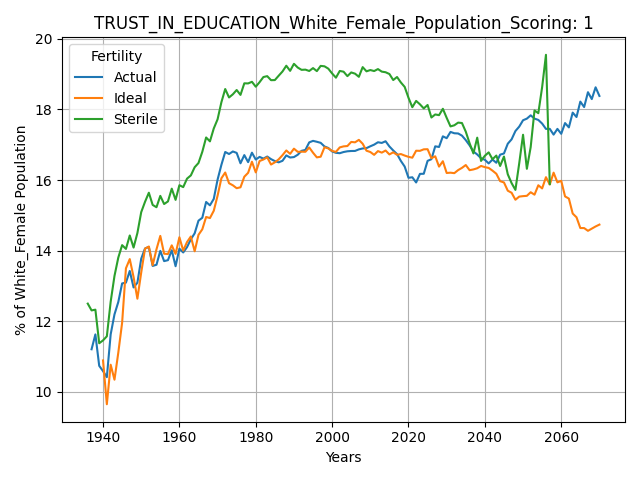 TRUST_IN_EDUCATION_White_Female_Population_Scoring: 1
Fertility
Actual
Ideal
Sterile
% of White_Female Population
20
18
16
14
12
10
1940
1960
1980
2000
2020
2040
2060
Years